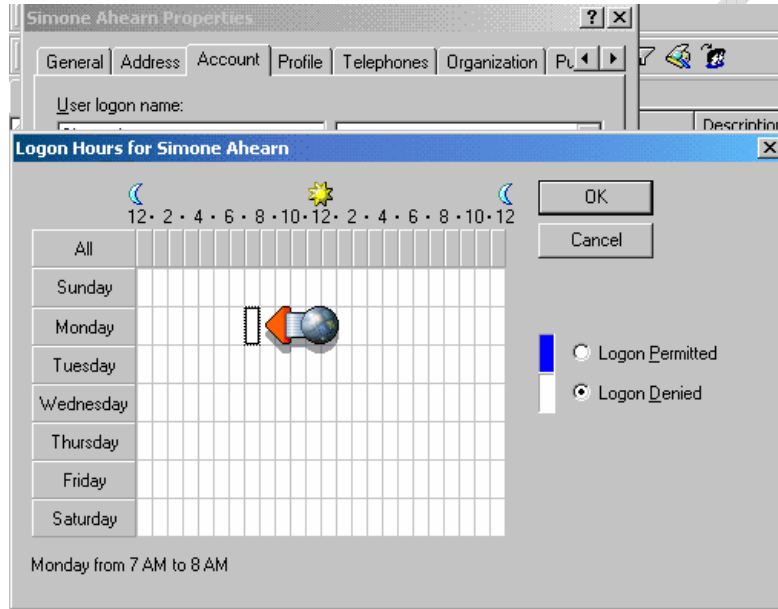 Simone Ahearn Properties
General Address Account Profile Telephones Organization
User logon name:
Description
Logon Hours for Simone Ahearn
12 · 2 · 4 · 6 · 8 · 10 · 12 · 2 · 4 · 6 · 8 · 10 · 12
OK
All
Cancel
Sunday
Monday
Tuesday
Logon Permitted
Wednesday
Logon Denied
Thursday
Friday
Saturday
Monday from 7 AM to 8 AM